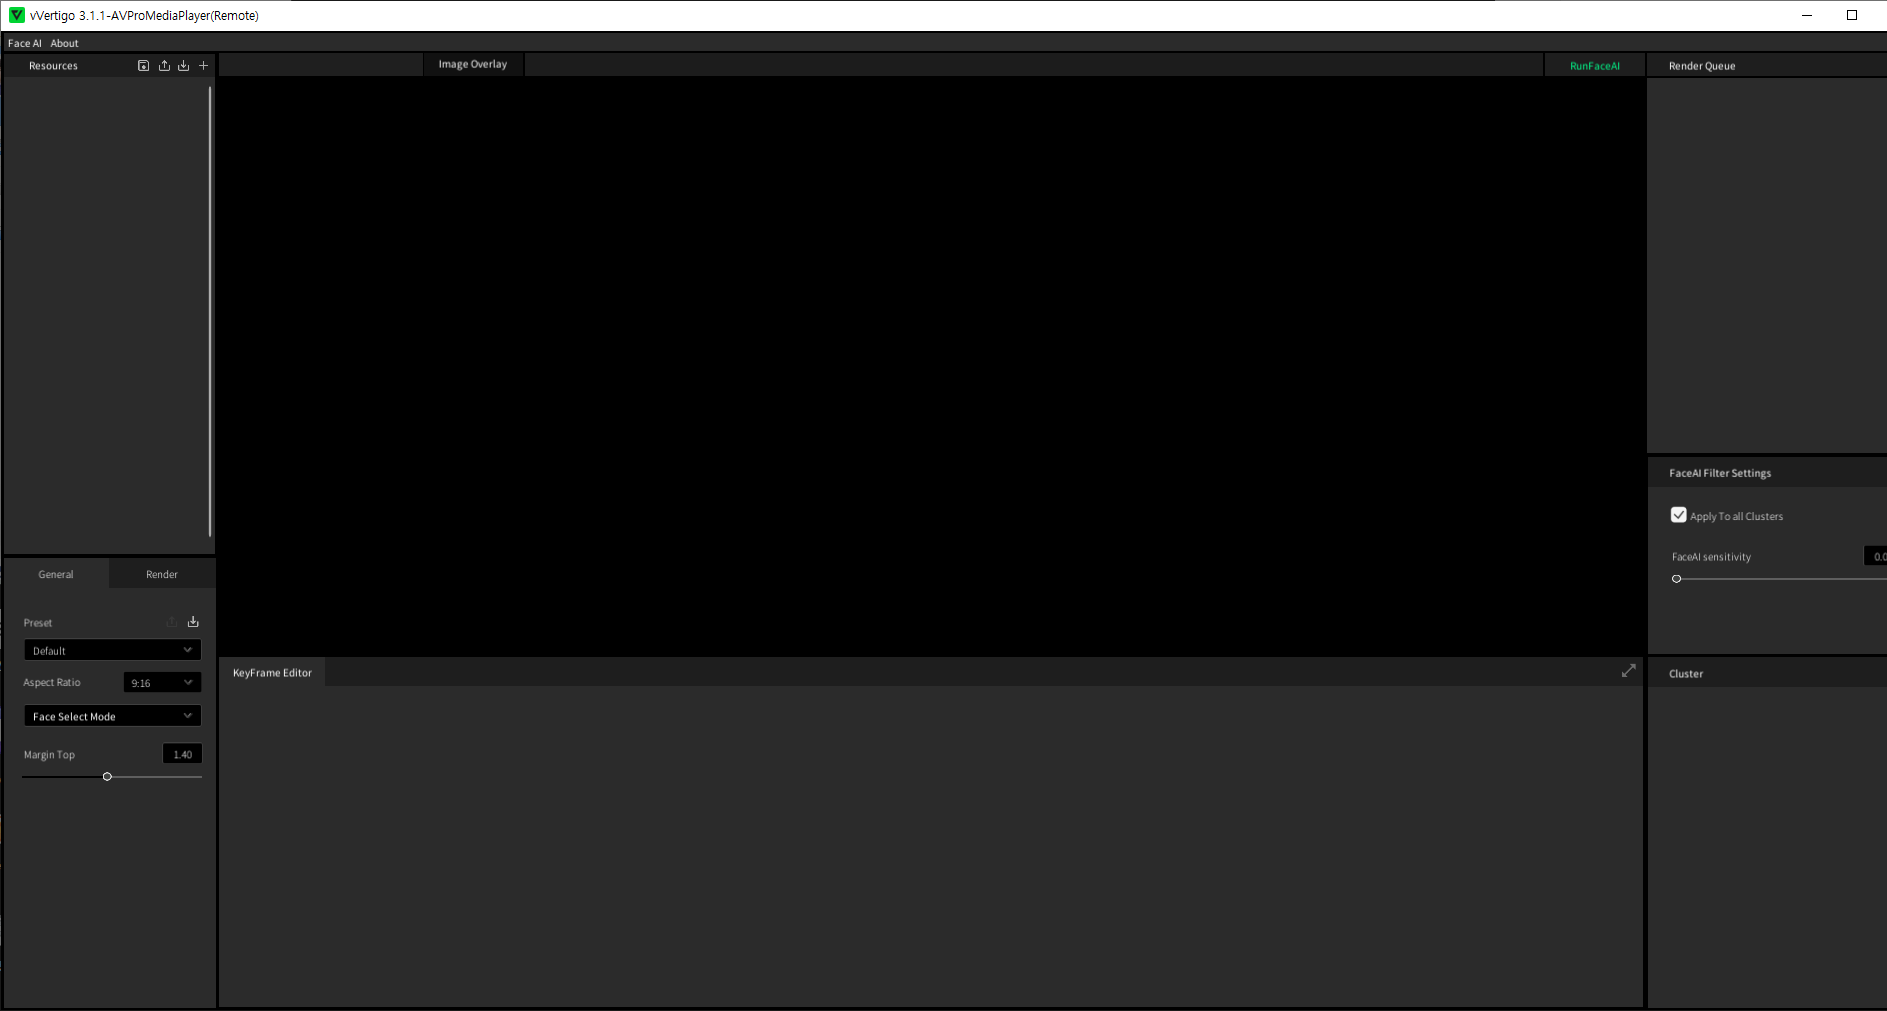 vVertigo 3.1.1-AVProMediaPlayer(Remote)
Face AI About
Resources
Image Overlay
RunFaceAI
Render Queue
FaceAI Filter Settings
Apply To all Clusters
FaceAI sensitivity 0.0
General Render
Preset
Default
Aspect Ratio 9:16
Face Select Mode
Margin Top 1.40
KeyFrame Editor
Cluster